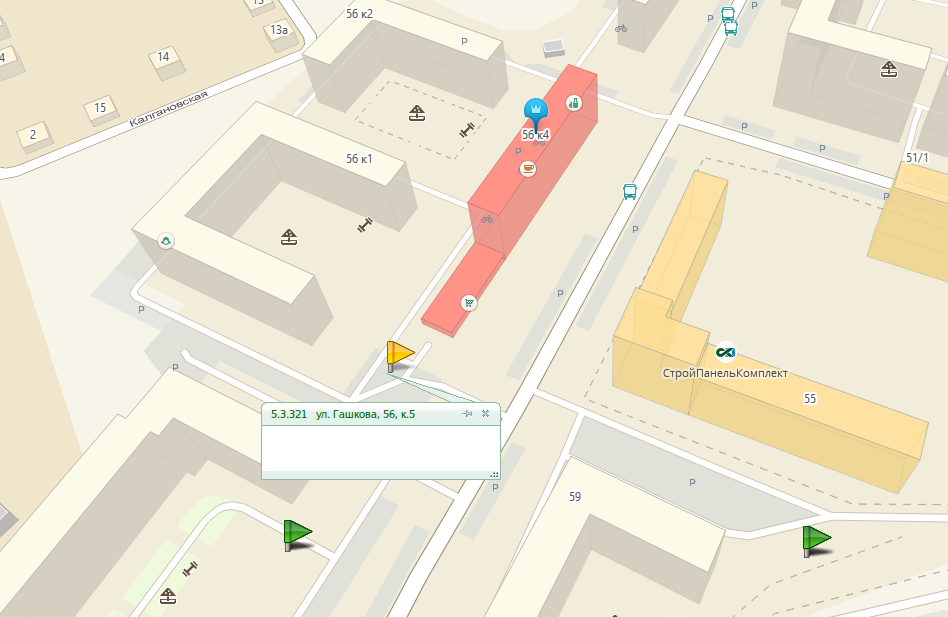 13
56 к2
P
P
P
13а
P
14
4
15
Калгановская
2
56 к4
P
P
P
56 к1
51/1
P
P
P
P
СтройПанельКомплект
P
55
5.3.321 ул. Гашкова, 56, к.5
P
P
59